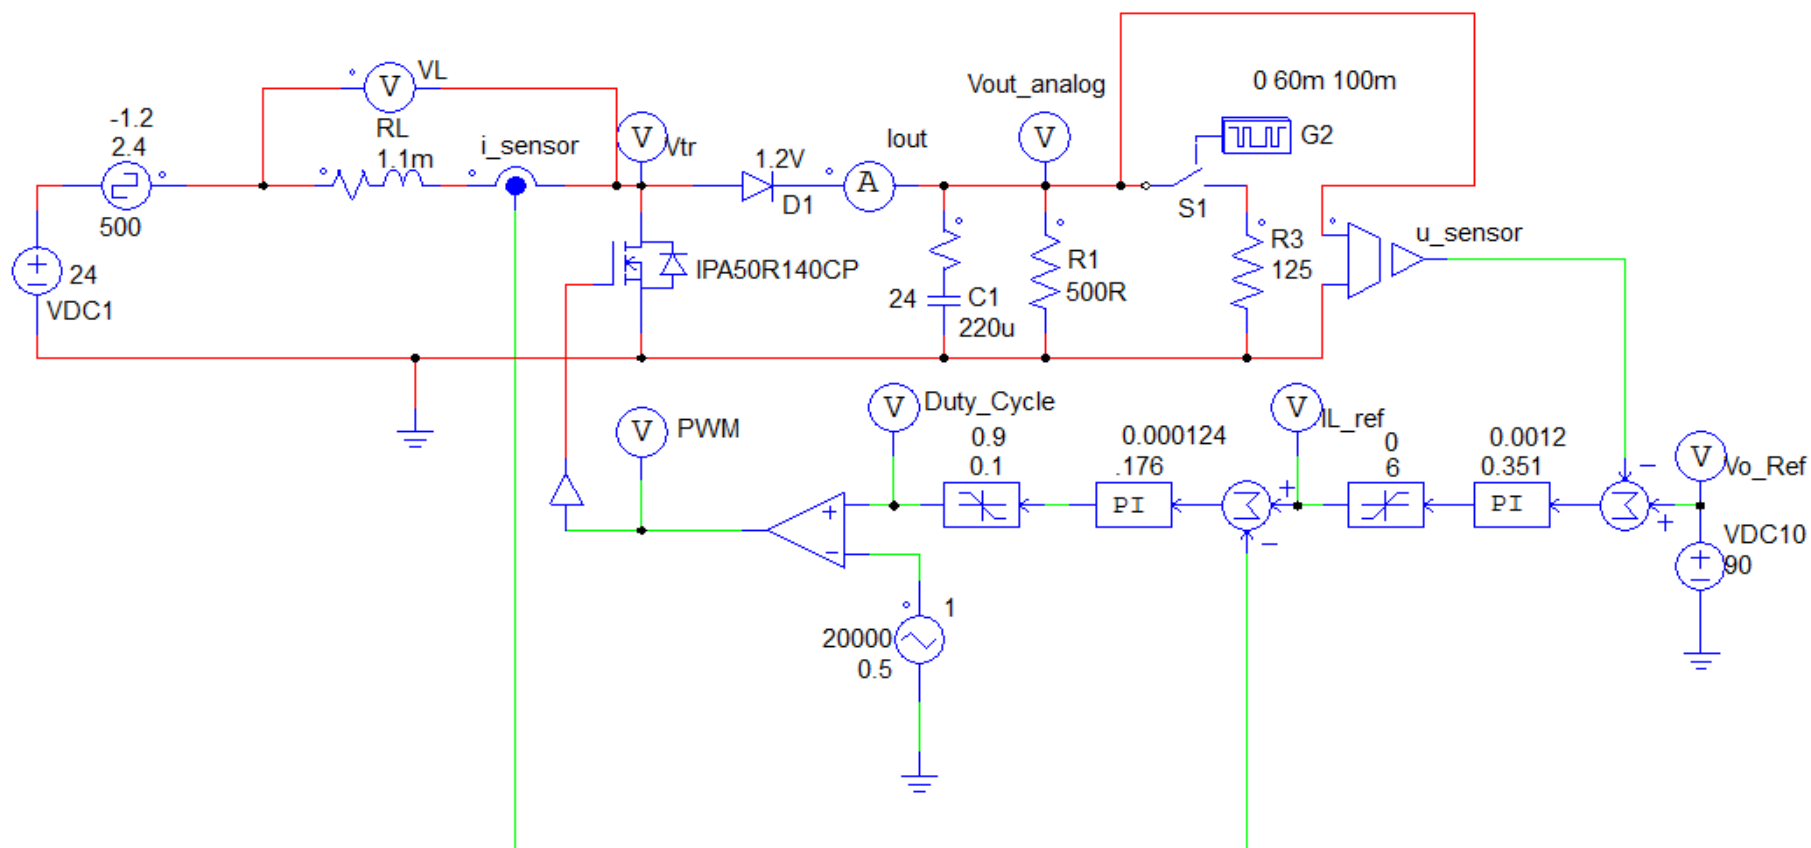 VL
V
Vout_analog
0 60m 100m
-1.2
2.4
RL
1.1m
i_sensor
V
Vtr
1.2V
Iout
V
G2
A
500
D1
S1
24
VDC1
IPA50R140CP
24
C1
220u
R1
500R
R3
125
u_sensor
V
PWM
V
Duty_Cycle
0.9
0.1
0.000124
.176
PI
V
IL_ref
0
6
0.0012
0.351
PI
V
Vo_Ref
Σ
+
−
Σ
−
+
VDC10
90
+
−
1
20000
0.5